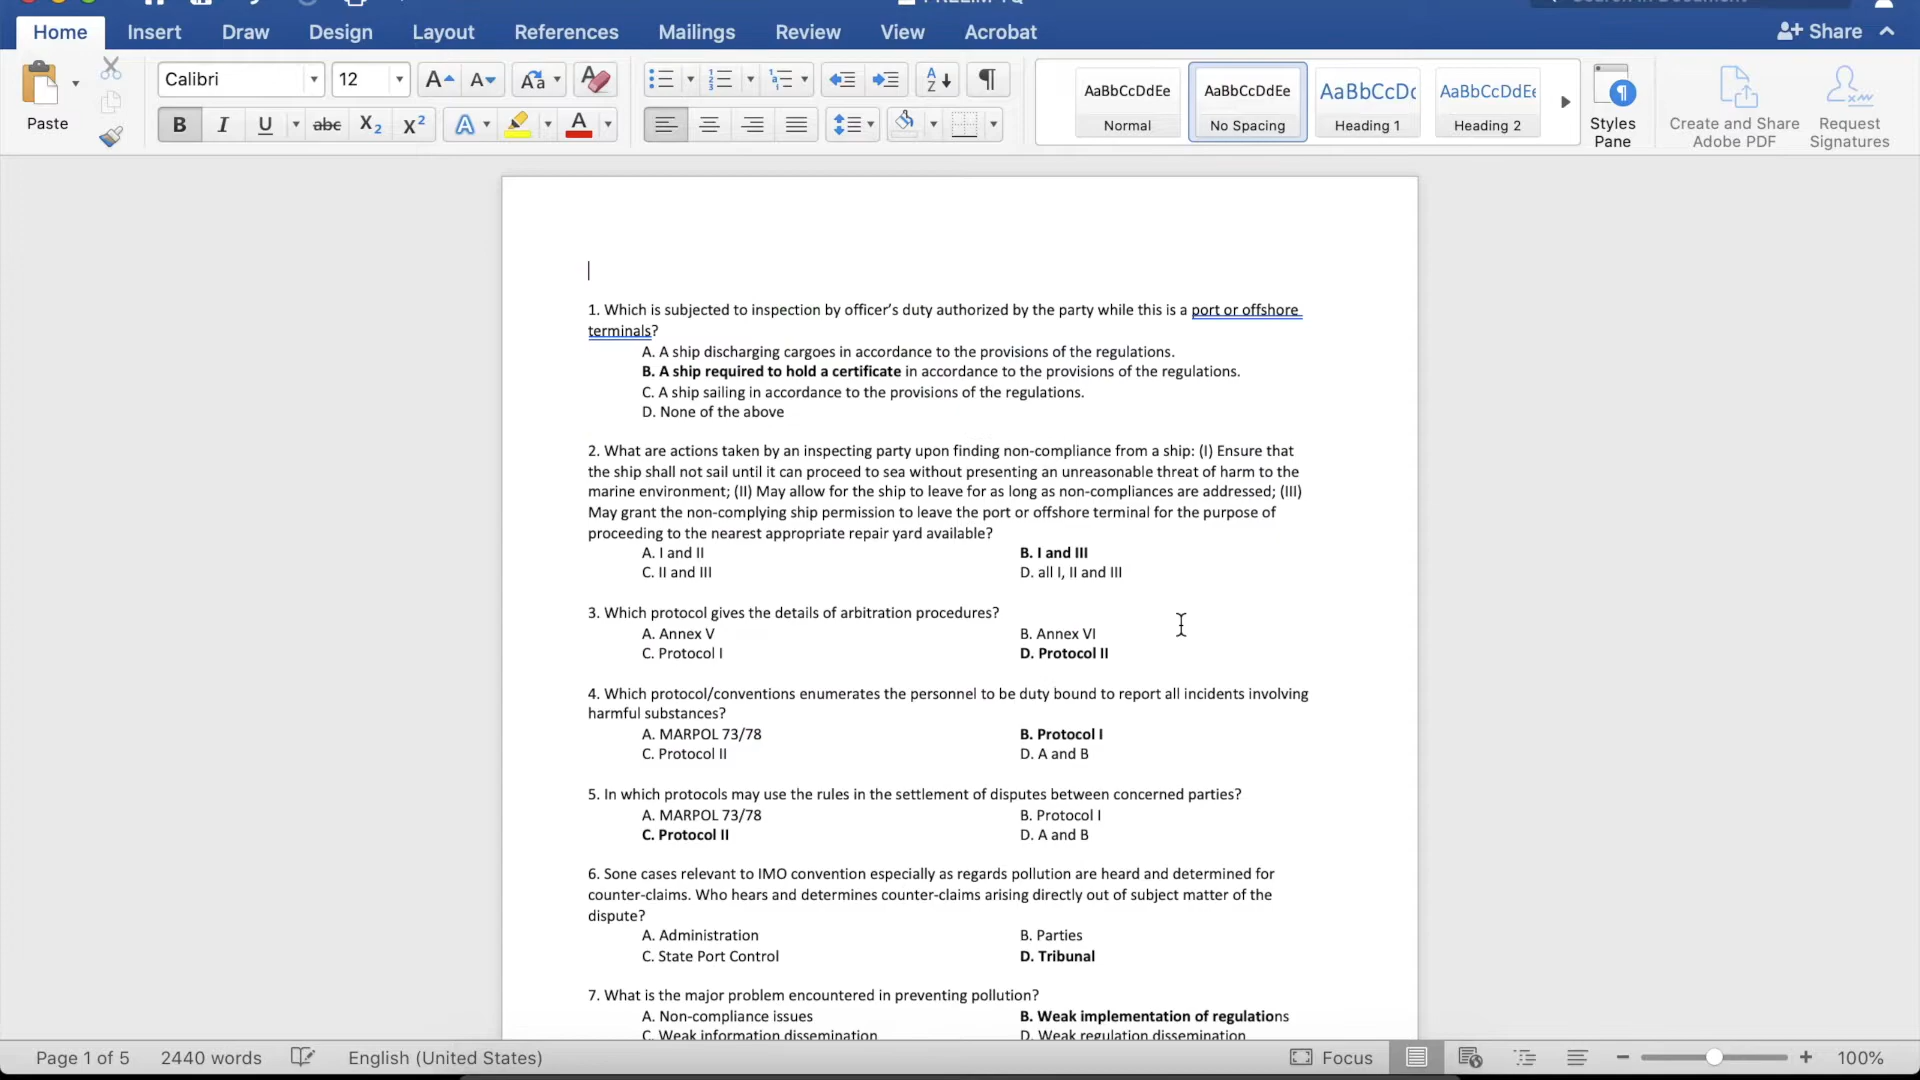 Home Insert Draw Design Layout References Mailings Review View Acrobat Share
Calibri 12
Paste
AaBbCcDdEe AaBbCcDdEe AaBbCcDc AaBbCcDdEe
Normal No Spacing Heading 1 Heading 2
Styles Pane
Create and Share Adobe PDF
Request Signatures
1. Which is subjected to inspection by officer’s duty authorized by the party while this is a port or offshore
terminals?
A. A ship discharging cargoes in accordance to the provisions of the regulations.
B. A ship required to hold a certificate in accordance to the provisions of the regulations.
C. A ship sailing in accordance to the provisions of the regulations.
D. None of the above
2. What are actions taken by an inspecting party upon finding non-compliance from a ship: (I) Ensure that
the ship shall not sail until it can proceed to sea without presenting an unreasonable threat of harm to the
marine environment; (II) May allow for the ship to leave for as long as non-compliances are addressed; (III)
May grant the non-complying ship permission to leave the port or offshore terminal for the purpose of
proceeding to the nearest appropriate repair yard available?
A. I and II B. I and III
C. II and III D. all I, II and III
3. Which protocol gives the details of arbitration procedures?
A. Annex V B. Annex VI
C. Protocol I D. Protocol II
4. Which protocol/conventions enumerates the personnel to be duty bound to report all incidents involving
harmful substances?
A. MARPOL 73/78 B. Protocol I
C. Protocol II D. A and B
5. In which protocols may use the rules in the settlement of disputes between concerned parties?
A. MARPOL 73/78 B. Protocol I
C. Protocol II D. A and B
6. Sone cases relevant to IMO convention especially as regards pollution are heard and determined for
counter-claims. Who hears and determines counter-claims arising directly out of subject matter of the
dispute?
A. Administration B. Parties
C. State Port Control D. Tribunal
7. What is the major problem encountered in preventing pollution?
A. Non-compliance issues B. Weak implementation of regulations
C. Weak information dissemination D. Weak regulation dissemination
Page 1 of 5 2440 words English (United States) Focus 100%